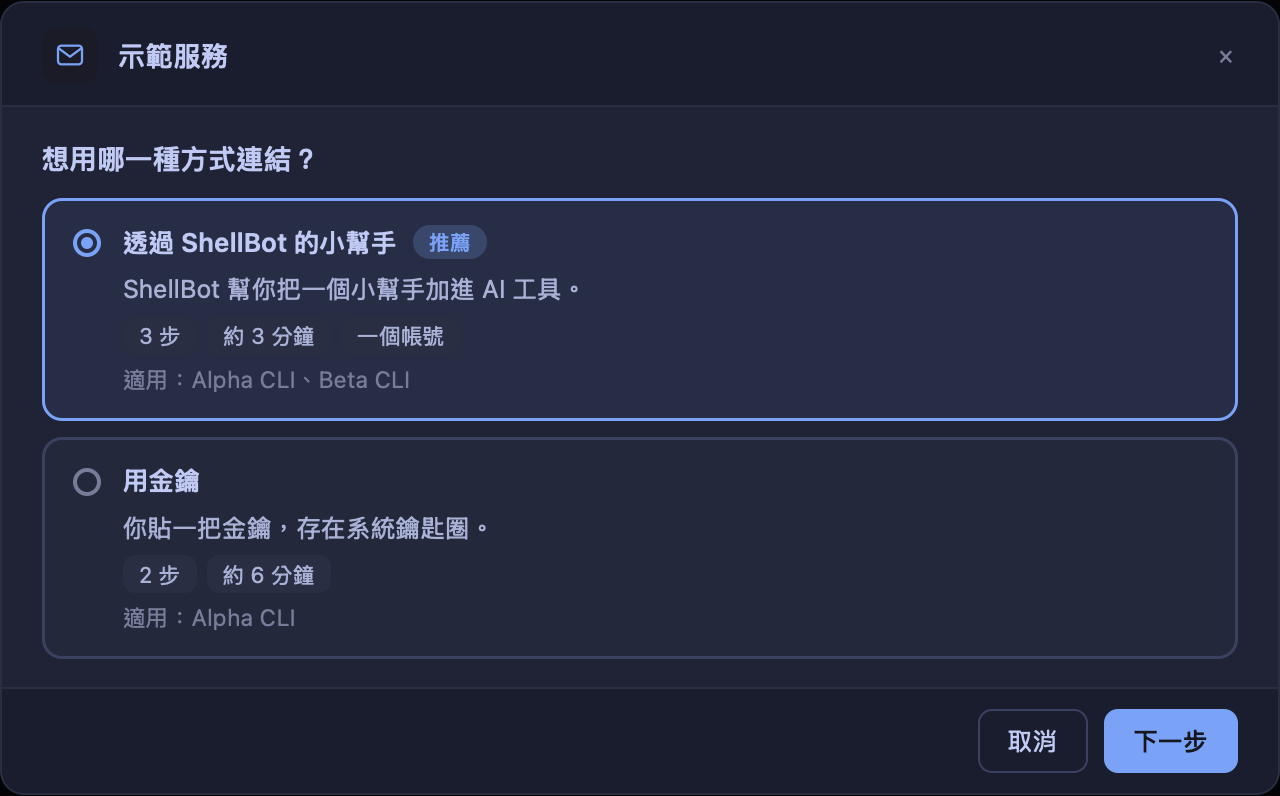 示範服務
×
想用哪一種方式連結？
透過 ShellBot 的小幫手 推薦
ShellBot 幫你把一個小幫手加進 AI 工具。
3 步 約 3 分鐘 一個帳號
適用：Alpha CLI、Beta CLI
用金鑰
你貼一把金鑰，存在系統鑰匙圈。
2 步 約 6 分鐘
適用：Alpha CLI
取消 下一步